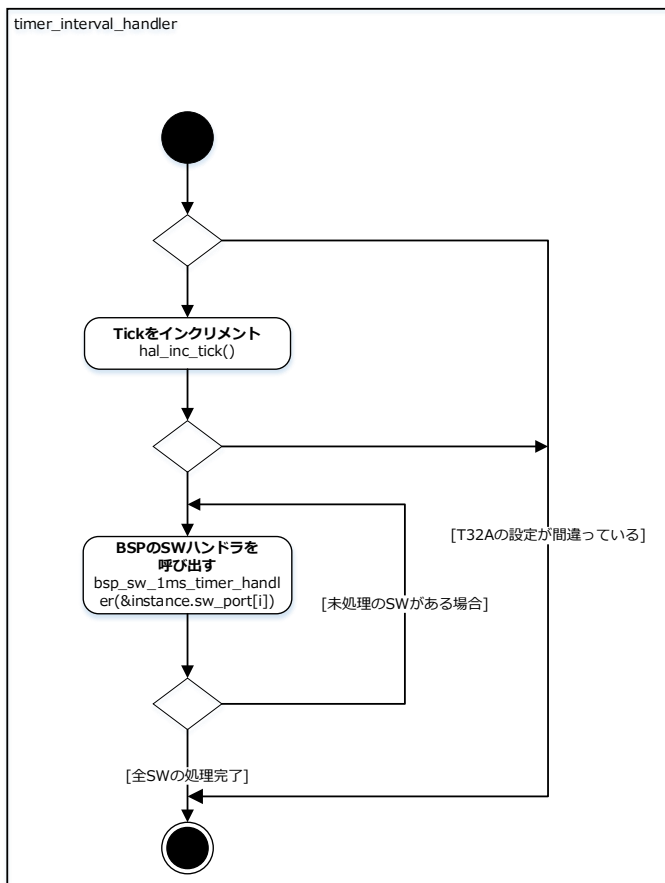 timer_interval_handler
Tickをインクリメント
hal_inc_tick()
[T32Aの設定が間違っている]
BSPのSWハンドラを
呼び出す
bsp_sw_1ms_timer_handl
er(&instance.sw_port[i])
[未処理のSWがある場合]
[全SWの処理完了]